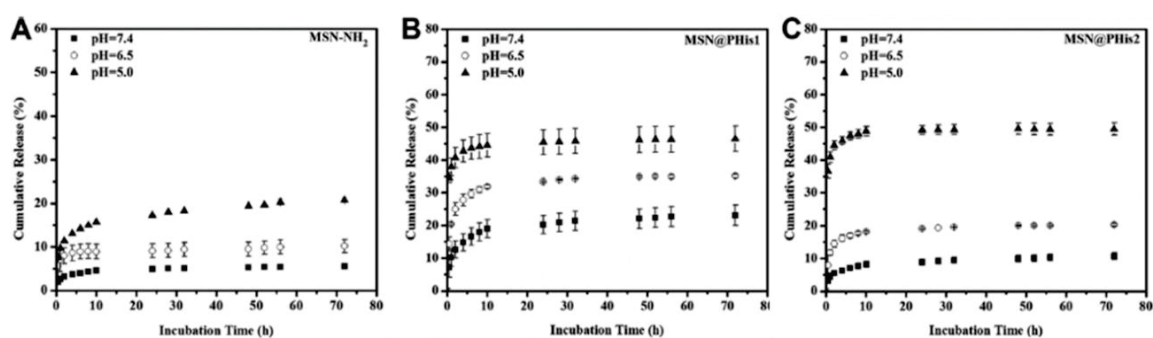 A
MSN-NH2
pH=7.4
pH=6.5
pH=5.0
Cumulative Release (%)
60
50
40
30
20
10
0
0 10 20 30 40 50 60 70 80
Incubation Time (h)
B
MSN@PHis1
pH=7.4
pH=6.5
pH=5.0
Cumulative Release (%)
80
70
60
50
40
30
20
10
0
0 10 20 30 40 50 60 70 80
Incubation Time (h)
C
MSN@PHis2
pH=7.4
pH=6.5
pH=5.0
Cumulative Release (%)
80
70
60
50
40
30
20
10
0
0 10 20 30 40 50 60 70 80
Incubation Time (h)